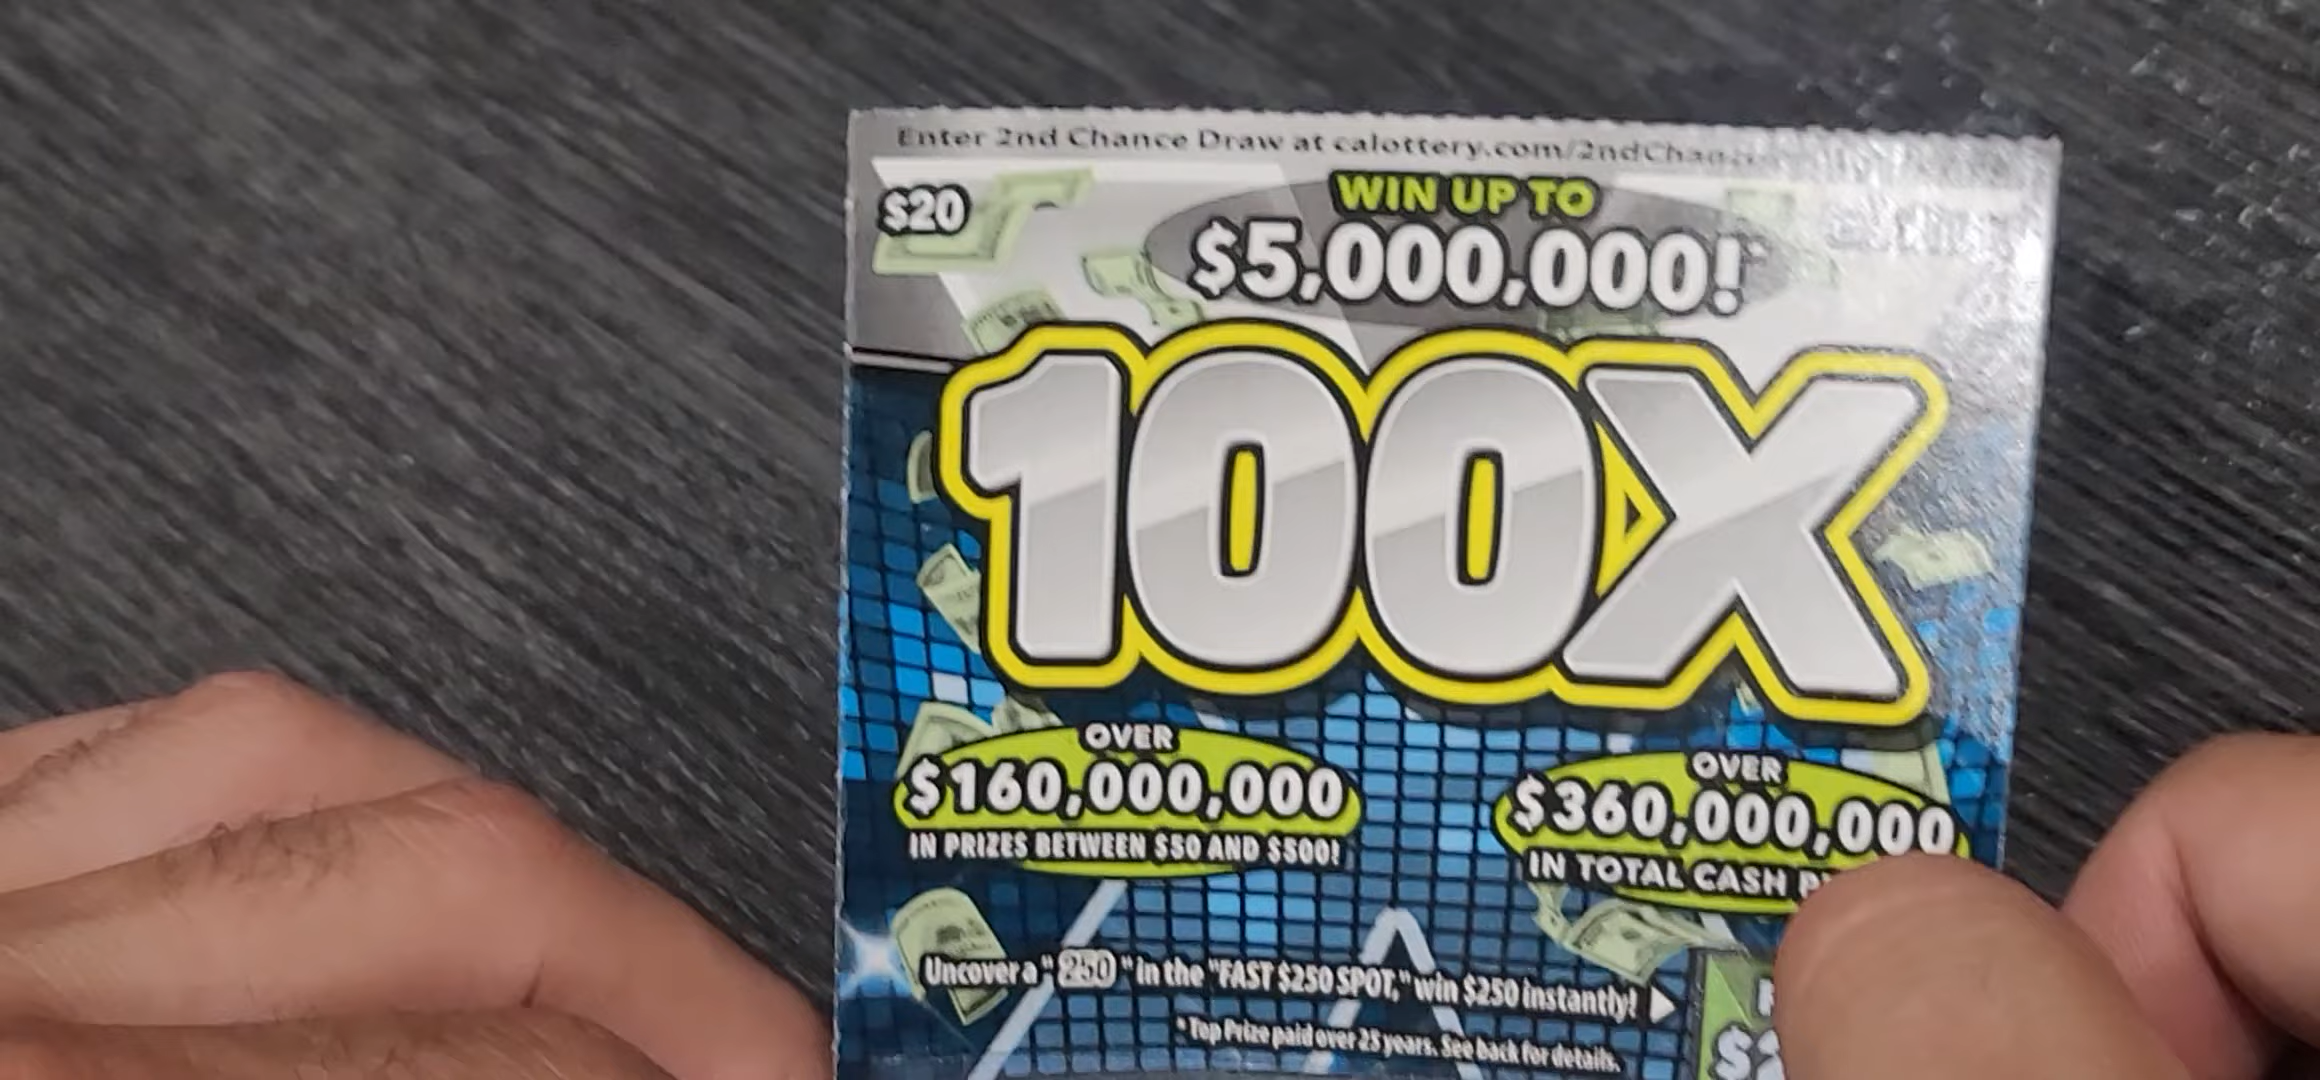 Enter 2nd Chance Draw at calottery.com/2ndChance
$20
WIN UP TO
$5,000,000!*
100X
OVER
$160,000,000
IN PRIZES BETWEEN $50 AND $500!
OVER
$360,000,000
IN TOTAL CASH
Uncover a "250" in the "FAST $250 SPOT," win $250 instantly!
* Top Prize paid over 25 years. See back for details.